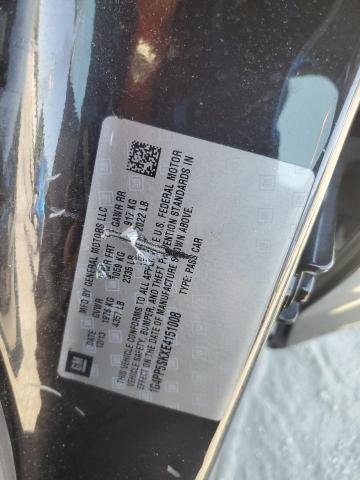 MFD BY GENERAL MOTORS LLC
12/13 GVWR GAWR FRT GAWR RR
1976 KG 1059 KG 917 KG
4357 LB 2335 LB 2022 LB
THIS VEHICLE CONFORMS TO ALL APPLICABLE U.S. FEDERAL MOTOR
VEHICLE SAFETY, BUMPER, AND THEFT PREVENTION STANDARDS IN
EFFECT ON THE DATE OF MANUFACTURE SHOWN ABOVE.
1G4PP5SKXE4151008 TYPE: PASS CAR
GM